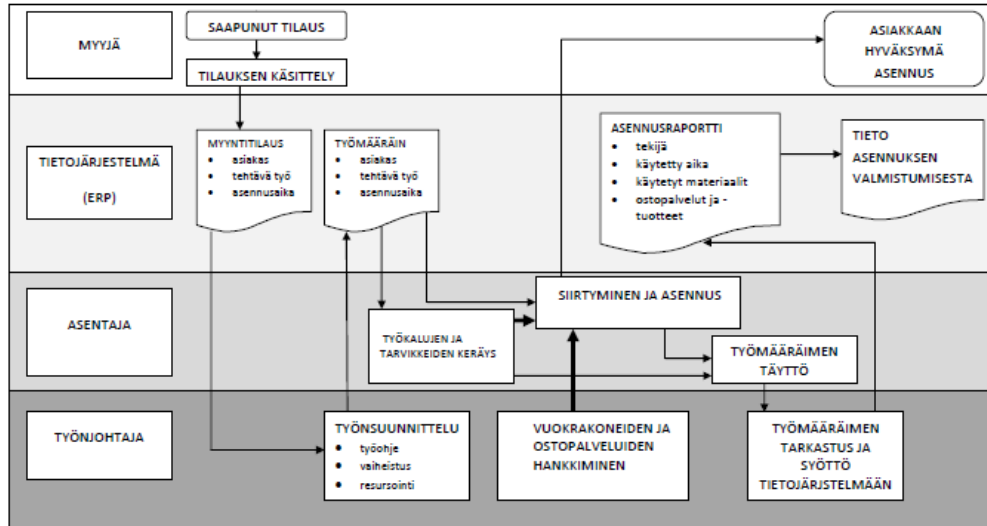 MYYJÄ
SAAPUNUT TILAUS
TILAUKSEN KÄSITTELY
ASIAKKAAN
HYVÄKSYMÄ
ASENNUS
TIETOJÄRJESTELMÄ
(ERP)
MYYNTITILAUS
• asiakas
• tehtävä työ
• asennusaika
TYÖMÄÄRÄIN
• asiakas
• tehtävä työ
• asennusaika
ASENNUSRAPORTTI
• tekijä
• käytetty aika
• käytetyt materiaalit
• ostopalvelut ja -
tuotteet
TIETO
ASENNUKSEN
VALMISTUMISESTA
ASENTAJA
TYÖKALUJEN JA
TARVIKKEIDEN KERÄYS
SIIRTYMINEN JA ASENNUS
TYÖMÄÄRÄIMEN
TÄYTTÖ
TYÖNJOHTAJA
TYÖNSUUNNITTELU
• työohje
• vaiheistus
• resursointi
VUOKRAKONEIDEN JA
OSTOPALVELUIDEN
HANKKIMINEN
TYÖMÄÄRÄIMEN
TARKASTUS JA
SYÖTTÖ
TIETOJÄRJSTELMÄÄN